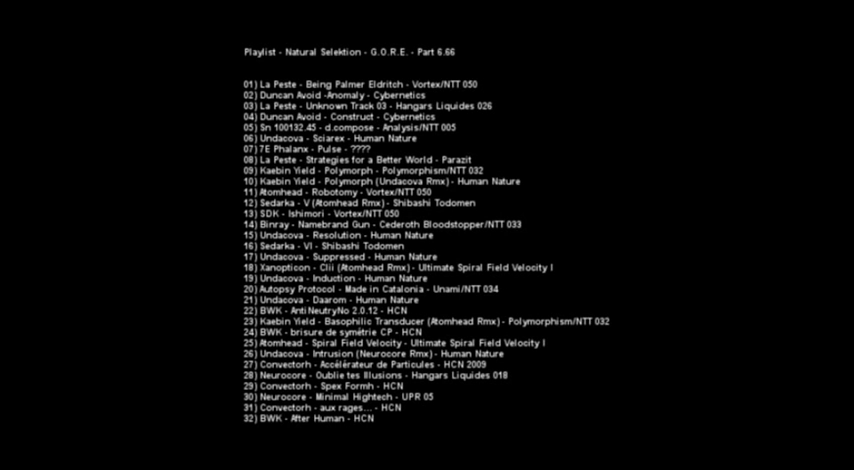 Playlist - Natural Selektion - G.O.R.E. - Part 6.66
01) La Peste - Being Palmer Eldritch - Vortex/NTT 050
02) Duncan Avoid -Anomaly - Cybernetics
03) La Peste - Unknown Track 03 - Hangars Liquides 026
04) Duncan Avoid - Construct - Cybernetics
05) Sn 100132.45 - d.compose - Analysis/NTT 005
06) Undacova - Sciarex - Human Nature
07) 7E Phalanx - Pulse - ????
08) La Peste - Strategies for a Better World - Parazit
09) Kaebin Yield - Polymorph - Polymorphism/NTT 032
10) Kaebin Yield - Polymorph (Undacova Rmx) - Human Nature
11) Atomhead - Robotomy - Vortex/NTT 050
12) Sedarka - V (Atomhead Rmx) - Shibashi Todomen
13) SDK - Ishimori - Vortex/NTT 050
14) Binray - Namebrand Gun - Cederoth Bloodstopper/NTT 033
15) Undacova - Resolution - Human Nature
16) Sedarka - VI - Shibashi Todomen
17) Undacova - Suppressed - Human Nature
18) Xanopticon - Clii (Atomhead Rmx) - Ultimate Spiral Field Velocity I
19) Undacova - Induction - Human Nature
20) Autopsy Protocol - Made in Catalonia - Unami/NTT 034
21) Undacova - Daarom - Human Nature
22) BWK - AntiNeutryNo 2.0.12 - HCN
23) Kaebin Yield - Basophilic Transducer (Atomhead Rmx) - Polymorphism/NTT 032
24) BWK - brisure de symétrie CP - HCN
25) Atomhead - Spiral Field Velocity - Ultimate Spiral Field Velocity I
26) Undacova - Intrusion (Neurocore Rmx) - Human Nature
27) Convectorh - Accélérateur de Particules - HCN 2009
28) Neurocore - Oublie tes Illusions - Hangars Liquides 018
29) Convectorh - Spex Formh - HCN
30) Neurocore - Minimal Hightech - UPR 05
31) Convectorh - aux rages... - HCN
32) BWK - After Human - HCN